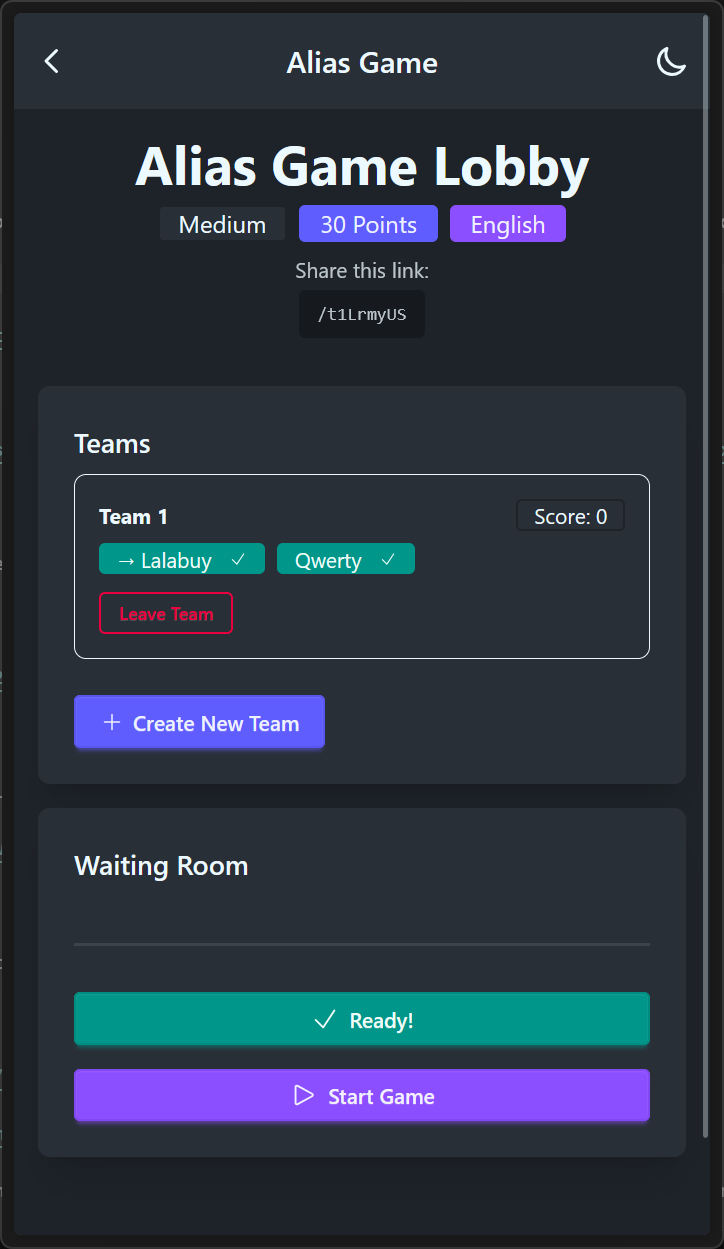 Alias Game
Alias Game Lobby
Medium 30 Points English
Share this link:
/t1LrmyUS
Teams
Team 1 Score: 0
→ Lalabuy ✓ Qwerty ✓
Leave Team
+ Create New Team
Waiting Room
✓ Ready!
Start Game